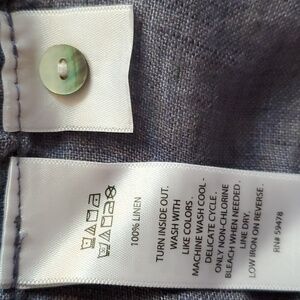 100% LINEN
TURN INSIDE OUT.
WASH WITH
LIKE COLORS.
MACHINE WASH COOL -
DELICATE CYCLE.
ONLY NON-CHLORINE
BLEACH WHEN NEEDED.
LINE DRY.
LOW IRON ON REVERSE.
RN# 59478